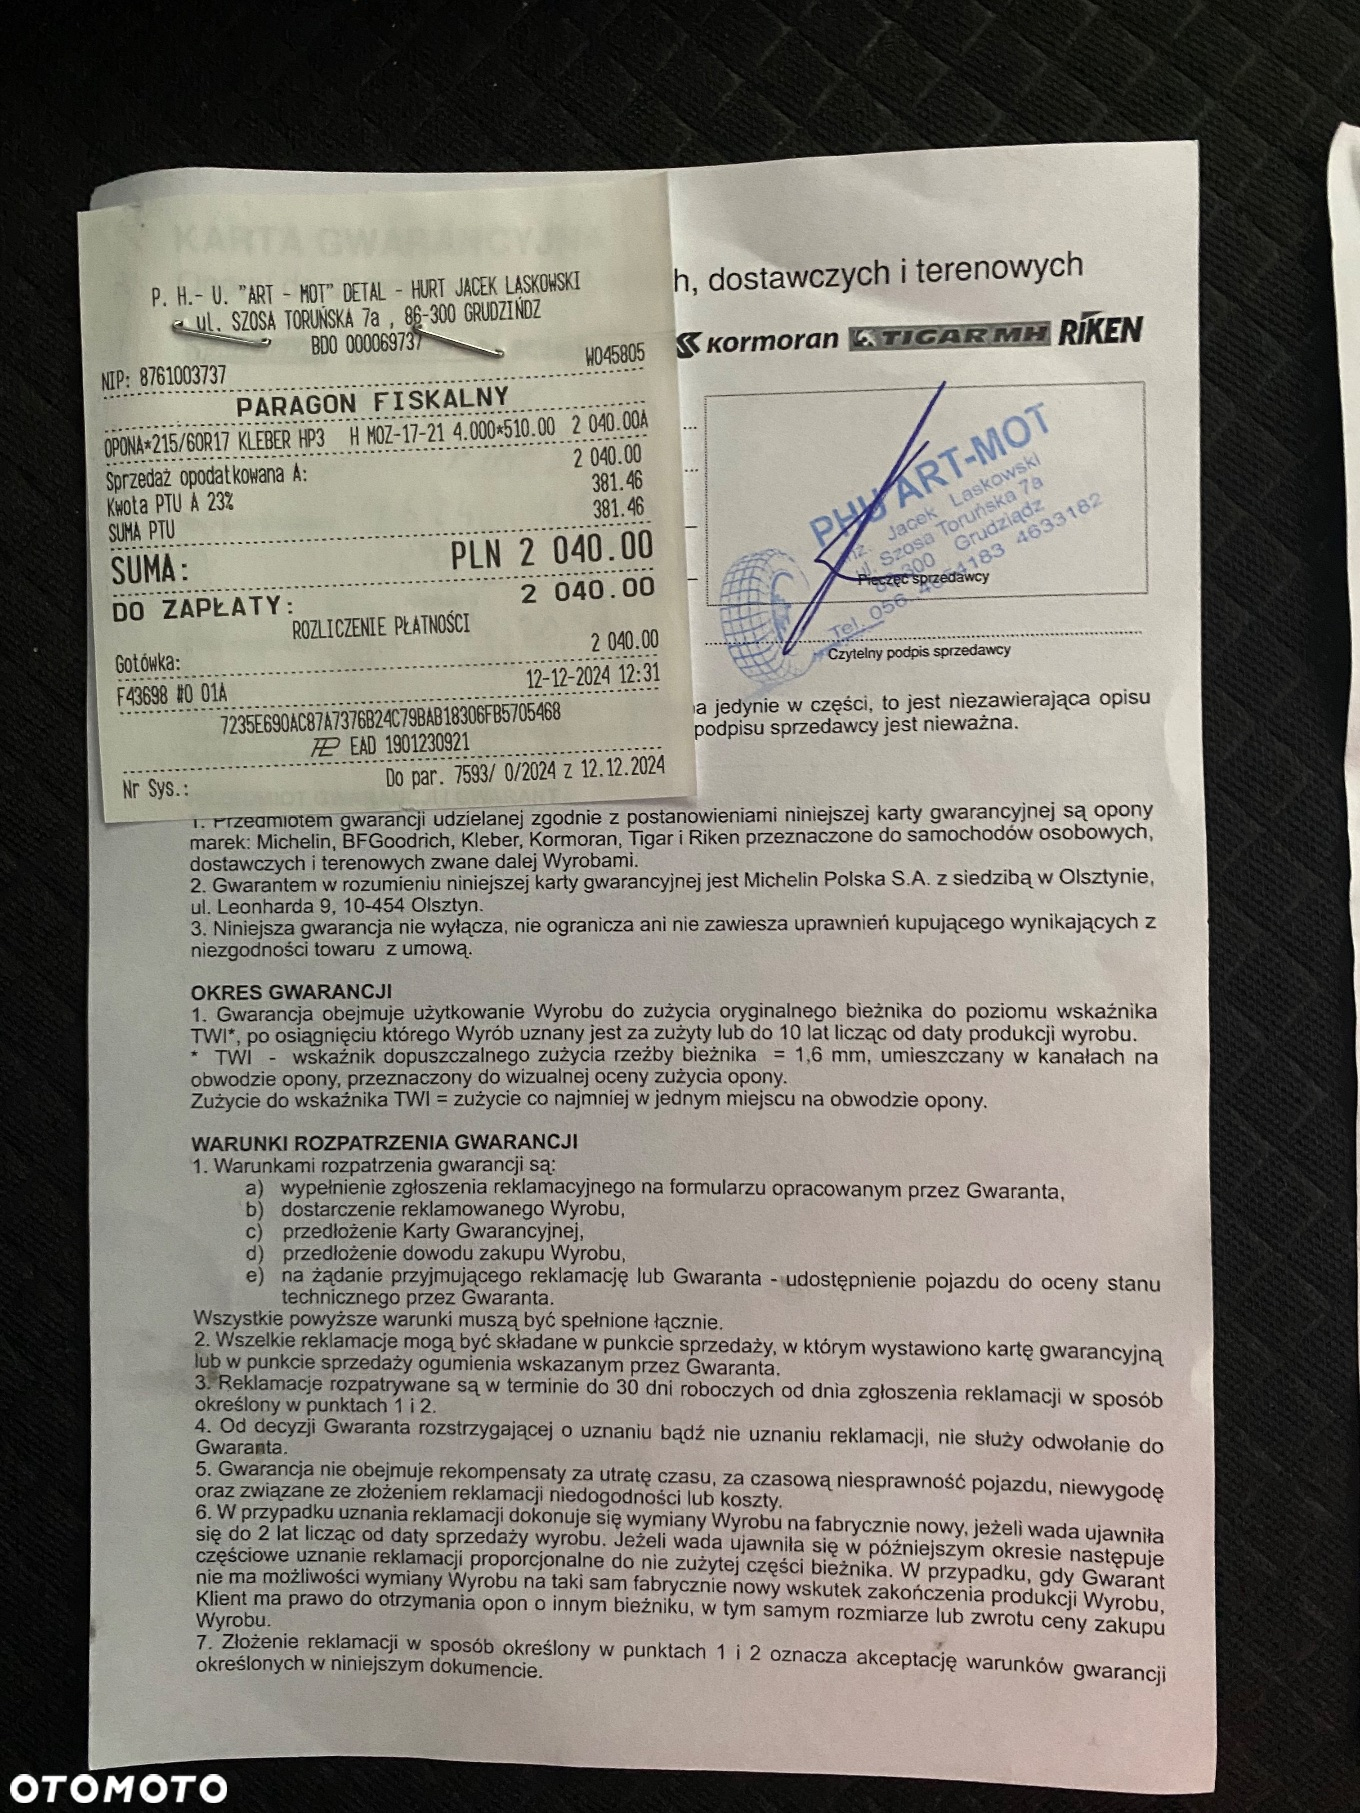 P. H.- U. "ART - MOT" DETAL - HURT JACEK LASKOWSKI
ul. SZOSA TORUŃSKA 7a , 86-300 GRUDZIŃDZ
BDO 000069737
NIP: 8761003737 W045805
PARAGON FISKALNY
OPONA*215/60R17 KLEBER HP3 H MOZ-17-21 4.000*510.00 2 040.00A
Sprzedaż opodatkowana A: 2 040.00
Kwota PTU A 23% 381.46
SUMA PTU 381.46
SUMA: PLN 2 040.00
DO ZAPŁATY: 2 040.00
ROZLICZENIE PŁATNOŚCI
Gotówka: 2 040.00
F43698 #0 01A 12-12-2024 12:31
7235E690AC87A7376B24C79BAB18306FB5705468
EAD 1901230921
Nr Sys.: Do par. 7593/ 0/2024 z 12.12.2024
h, dostawczych i terenowych
Kormoran TIGAR MH RIKEN
PHU ART-MOT
Jacek Laskowski
ul. Szosa Toruńska 7a
300 Grudziądz
Pieczęć sprzedawcy
Tel. 056 4633182
Czytelny podpis sprzedawcy
a jedynie w części, to jest niezawierająca opisu
podpisu sprzedawcy jest nieważna.
1. Przedmiotem gwarancji udzielanej zgodnie z postanowieniami niniejszej karty gwarancyjnej są opony
marek: Michelin, BFGoodrich, Kleber, Kormoran, Tigar i Riken przeznaczone do samochodów osobowych,
dostawczych i terenowych zwane dalej Wyrobami.
2. Gwarantem w rozumieniu niniejszej karty gwarancyjnej jest Michelin Polska S.A. z siedzibą w Olsztynie,
ul. Leonharda 9, 10-454 Olsztyn.
3. Niniejsza gwarancja nie wyłącza, nie ogranicza ani nie zawiesza uprawnień kupującego wynikających z
niezgodności towaru z umową.
OKRES GWARANCJI
1. Gwarancja obejmuje użytkowanie Wyrobu do zużycia oryginalnego bieżnika do poziomu wskaźnika
TWI*, po osiągnięciu którego Wyrób uznany jest za zużyty lub do 10 lat licząc od daty produkcji wyrobu.
* TWI - wskaźnik dopuszczalnego zużycia rzeźby bieżnika = 1,6 mm, umieszczany w kanałach na
obwodzie opony, przeznaczony do wizualnej oceny zużycia opony.
Zużycie do wskaźnika TWI = zużycie co najmniej w jednym miejscu na obwodzie opony.
WARUNKI ROZPATRZENIA GWARANCJI
1. Warunkami rozpatrzenia gwarancji są:
a) wypełnienie zgłoszenia reklamacyjnego na formularzu opracowanym przez Gwaranta,
b) dostarczenie reklamowanego Wyrobu,
c) przedłożenie Karty Gwarancyjnej,
d) przedłożenie dowodu zakupu Wyrobu,
e) na żądanie przyjmującego reklamację lub Gwaranta - udostępnienie pojazdu do oceny stanu
technicznego przez Gwaranta.
Wszystkie powyższe warunki muszą być spełnione łącznie.
2. Wszelkie reklamacje mogą być składane w punkcie sprzedaży, w którym wystawiono kartę gwarancyjną
lub w punkcie sprzedaży ogumienia wskazanym przez Gwaranta.
3. Reklamacje rozpatrywane są w terminie do 30 dni roboczych od dnia zgłoszenia reklamacji w sposób
określony w punktach 1 i 2.
4. Od decyzji Gwaranta rozstrzygającej o uznaniu bądź nie uznaniu reklamacji, nie służy odwołanie do
Gwaranta.
5. Gwarancja nie obejmuje rekompensaty za utratę czasu, za czasową niesprawność pojazdu, niewygodę
oraz związane ze złożeniem reklamacji niedogodności lub koszty.
6. W przypadku uznania reklamacji dokonuje się wymiany Wyrobu na fabrycznie nowy, jeżeli wada ujawniła
się do 2 lat licząc od daty sprzedaży wyrobu. Jeżeli wada ujawniła się w późniejszym okresie następuje
częściowe uznanie reklamacji proporcjonalne do nie zużytej części bieżnika. W przypadku, gdy Gwarant
nie ma możliwości wymiany Wyrobu na taki sam fabrycznie nowy wskutek zakończenia produkcji Wyrobu,
Klient ma prawo do otrzymania opon o innym bieżniku, w tym samym rozmiarze lub zwrotu ceny zakupu
Wyrobu.
7. Złożenie reklamacji w sposób określony w punktach 1 i 2 oznacza akceptację warunków gwarancji
określonych w niniejszym dokumencie.
OTOMOTO